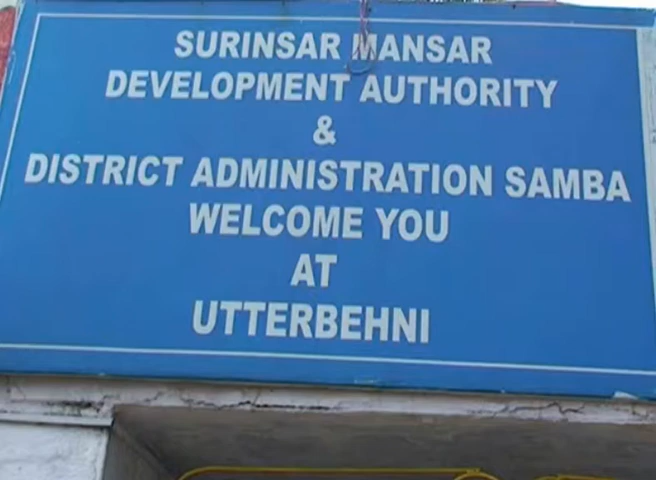 SURINSAR MANSAR
DEVELOPMENT AUTHORITY
&
DISTRICT ADMINISTRATION SAMBA
WELCOME YOU
AT
UTTERBEHNI